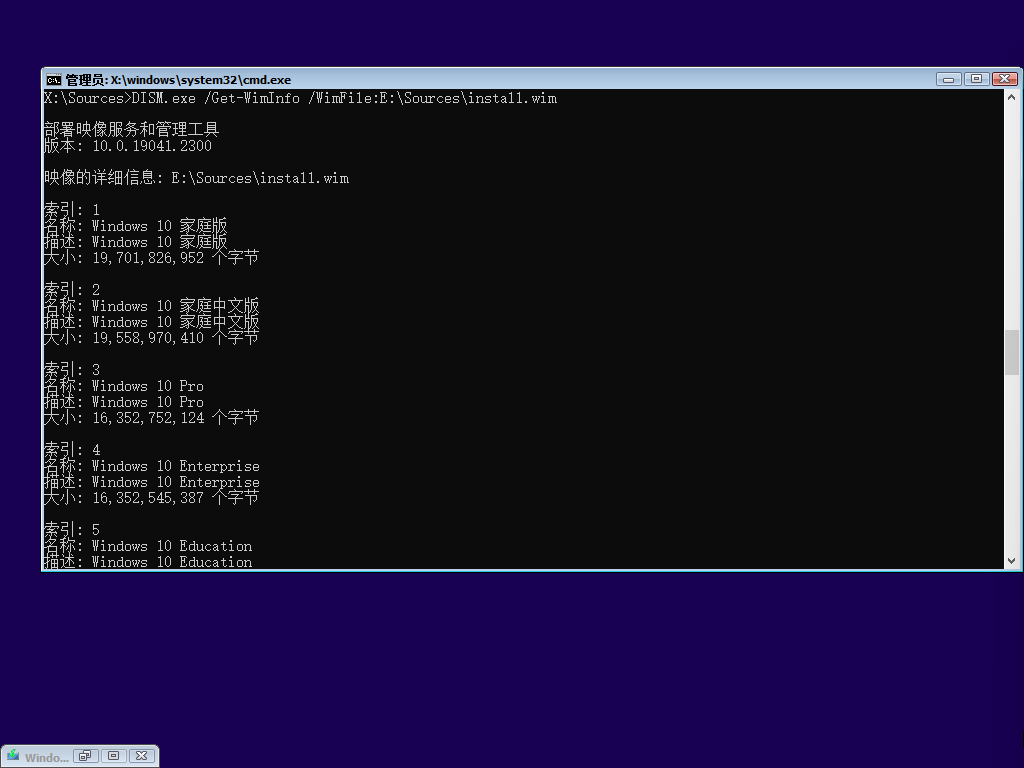 管理员: X:\windows\system32\cmd.exe
X:\Sources>DISM.exe /Get-WimInfo /WimFile:E:\Sources\install.wim
部署映像服务和管理工具
版本: 10.0.19041.2300
映像的详细信息: E:\Sources\install.wim
索引: 1
名称: Windows 10 家庭版
描述: Windows 10 家庭版
大小: 19,701,826,952 个字节
索引: 2
名称: Windows 10 家庭中文版
描述: Windows 10 家庭中文版
大小: 19,558,970,410 个字节
索引: 3
名称: Windows 10 Pro
描述: Windows 10 Pro
大小: 16,352,752,124 个字节
索引: 4
名称: Windows 10 Enterprise
描述: Windows 10 Enterprise
大小: 16,352,545,387 个字节
索引: 5
名称: Windows 10 Education
描述: Windows 10 Education
Windo...